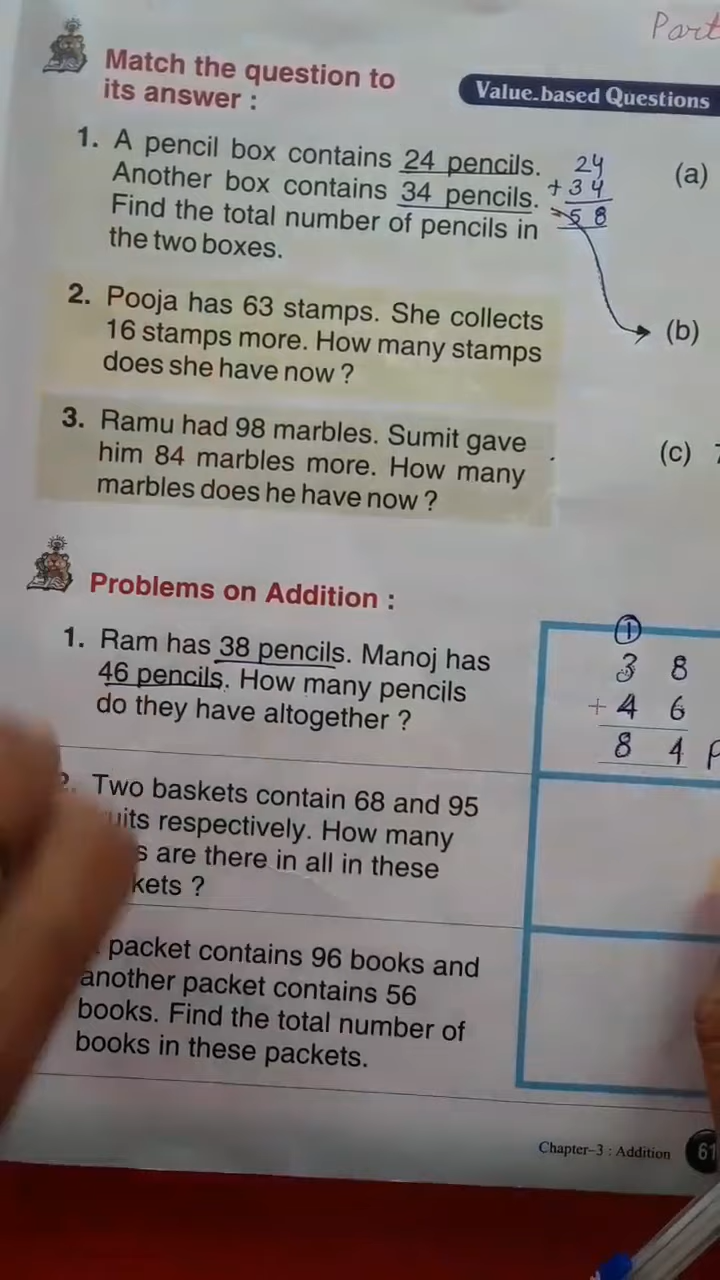 Part
Match the question to
its answer :
Value-based Questions
1. A pencil box contains 24 pencils.
Another box contains 34 pencils.
Find the total number of pencils in
the two boxes.
24
+ 34
58
(a)
(b)
2. Pooja has 63 stamps. She collects
16 stamps more. How many stamps
does she have now ?
3. Ramu had 98 marbles. Sumit gave
him 84 marbles more. How many
marbles does he have now ?
(c)
Problems on Addition :
1. Ram has 38 pencils. Manoj has
46 pencils. How many pencils
do they have altogether ?
1
3 8
+ 4 6
8 4
Two baskets contain 68 and 95
respectively. How many
are there in all in these
?
packet contains 96 books and
another packet contains 56
books. Find the total number of
books in these packets.
Chapter-3 : Addition 61